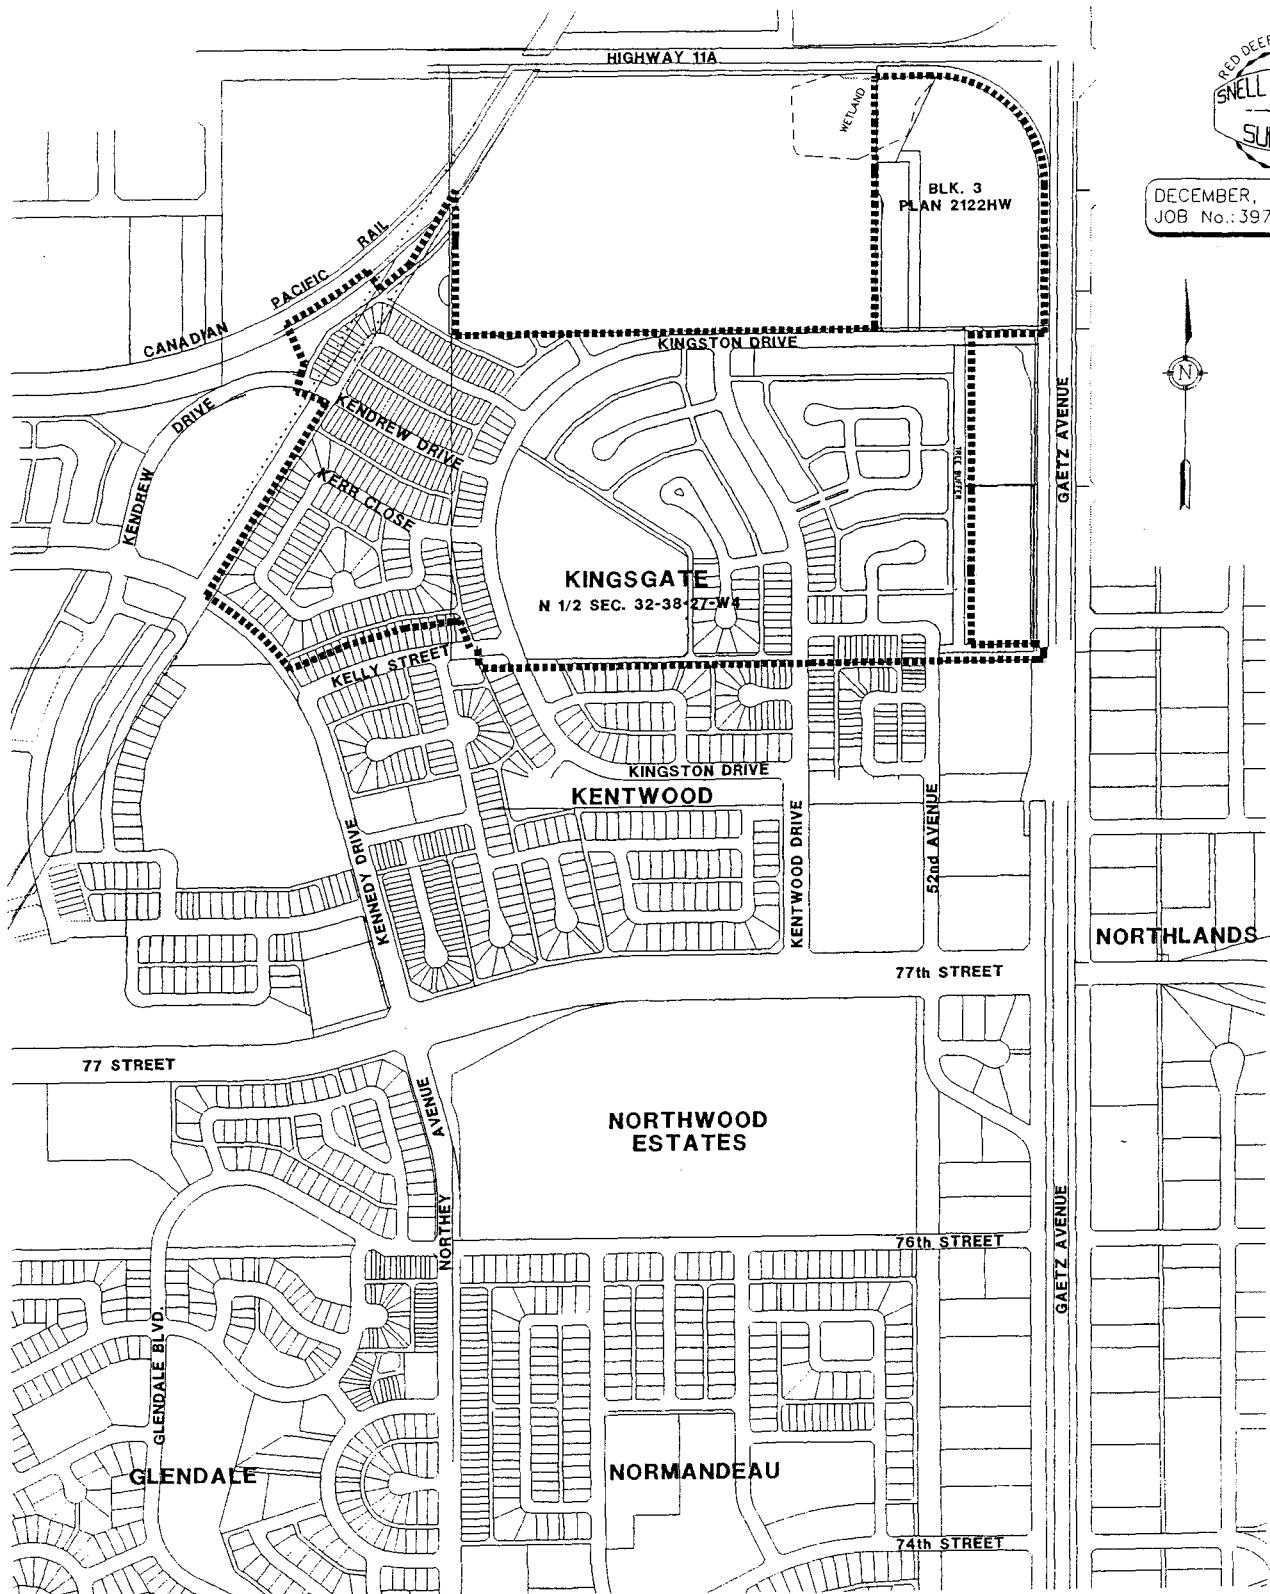 HIGHWAY 11A
RED DEER
SNELL
DECEMBER,
JOB No.: 397
WETLAND
BLK. 3
PLAN 2122HW
CANADIAN PACIFIC RAIL
KINGSTON DRIVE
N
GAETZ AVENUE
KENDREW DRIVE
KENDREW DRIVE
KERR CLOSE
TREE BUFFER
KINGSGATE
N 1/2 SEC. 32-38-27-W4
KELLY STREET
KINGSTON DRIVE
KENTWOOD
KENNEDY DRIVE
KENTWOOD DRIVE
52nd AVENUE
NORTHLANDS
77th STREET
77 STREET
NORTHWOOD
ESTATES
NORTHEY AVENUE
76th STREET
GAETZ AVENUE
GLENDALE BLVD.
GLENDALE
NORMANDEAU
74th STREET